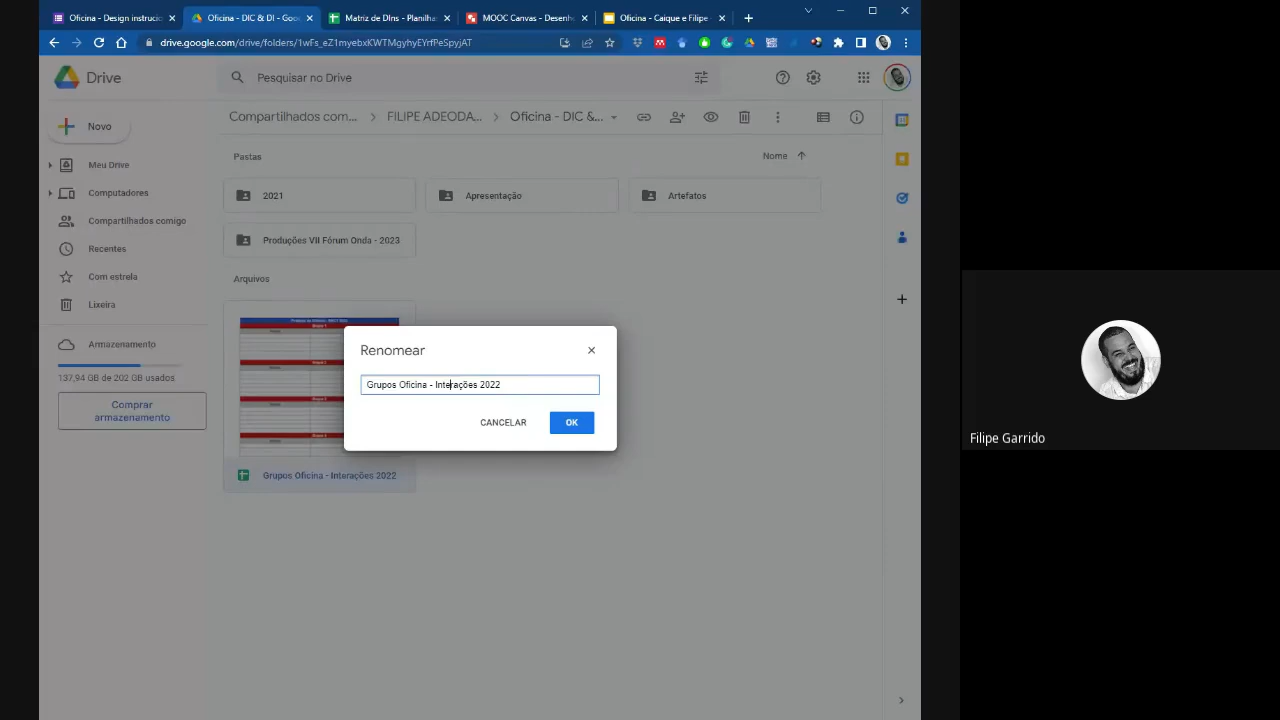 Oficina - Design instrucio
Oficina - DIC & DI - Goo
Matriz de DIns - Planilhas
MOOC Canvas - Desenh
Oficina - Caique e Filipe -
drive.google.com/drive/folders/1wFs_eZ1myebxKWTMgyhyEYrfPeSpyjAT
Drive
Pesquisar no Drive
Novo
Compartilhados com...
FILIPE ADEODA...
Oficina - DIC &...
Meu Drive
Computadores
Compartilhados comigo
Recentes
Com estrela
Lixeira
Armazenamento
137,94 GB de 202 GB usados
Comprar
armazenamento
Pastas
Nome
2021
Apresentação
Artefatos
Produções VII Fórum Onda - 2023
Arquivos
Renomear
Grupos Oficina - Interações 2022
CANCELAR
OK
Grupos Oficina - Interações 2022
Filipe Garrido